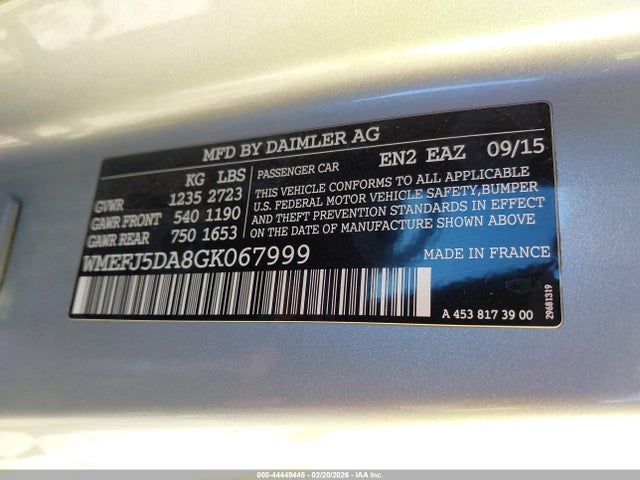 MFD BY DAIMLER AG EN2 EAZ 09/15
KG LBS
GVWR 1235 2723
GAWR FRONT 540 1190
GAWR REAR 750 1653
PASSENGER CAR
THIS VEHICLE CONFORMS TO ALL APPLICABLE
U.S. FEDERAL MOTOR VEHICLE SAFETY,BUMPER
AND THEFT PREVENTION STANDARDS IN EFFECT
ON THE DATE OF MANUFACTURE SHOWN ABOVE
WMEFJ5DA8GK067999 MADE IN FRANCE
A 453 817 39 00
29681319
000-44449445 - 02/20/2026 - IAA Inc.